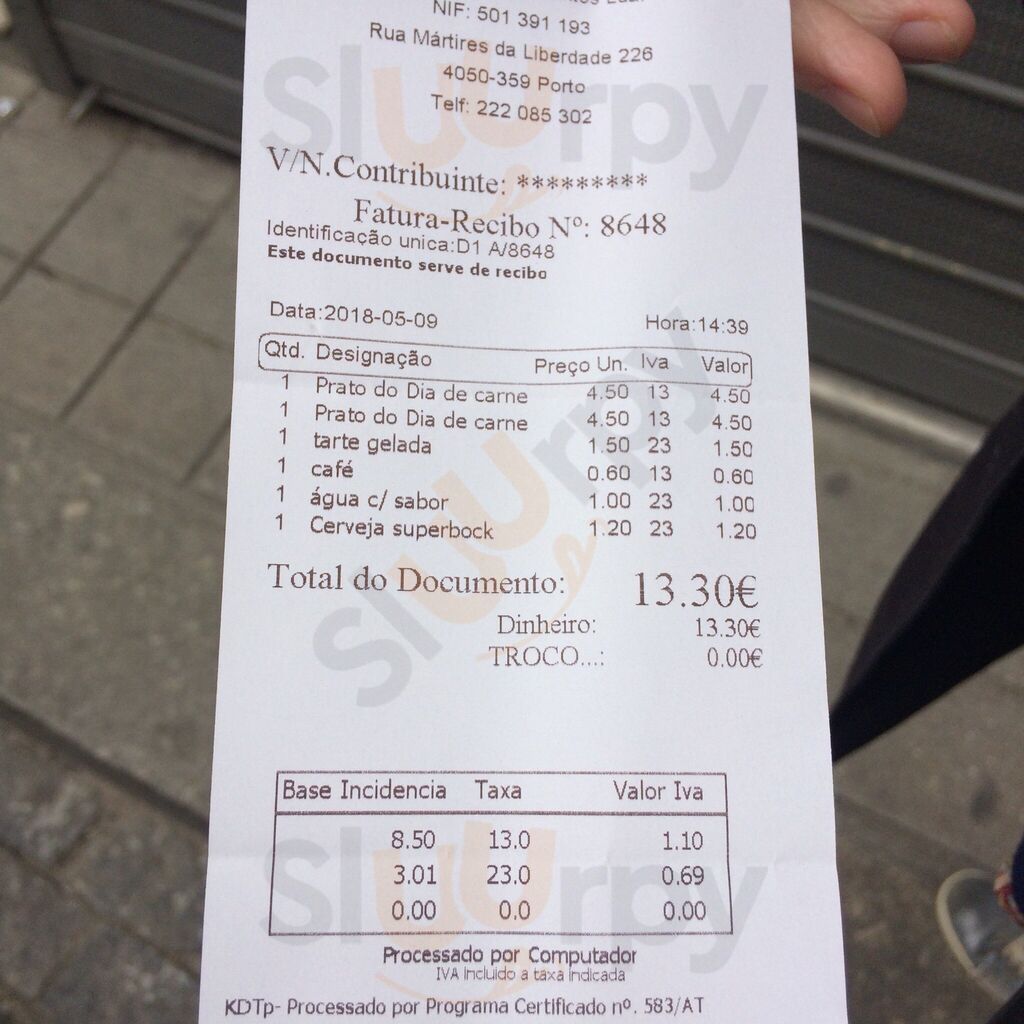 NIF: 501 391 193
Rua Mártires da Liberdade 226
4050-359 Porto
Telf: 222 085 302
V/N.Contribuinte: *********
Fatura-Recibo Nº: 8648
Identificação unica:D1 A/8648
Este documento serve de recibo
Data:2018-05-09 Hora:14:39
Qtd. Designação Preço Un. Iva Valor
1 Prato do Dia de carne 4.50 13 4.50
1 Prato do Dia de carne 4.50 13 4.50
1 tarte gelada 1.50 23 1.50
1 café 0.60 13 0.60
1 água c/ sabor 1.00 23 1.00
1 Cerveja superbock 1.20 23 1.20
Total do Documento: 13.30€
Dinheiro: 13.30€
TROCO...: 0.00€
Base Incidencia Taxa Valor Iva
8.50 13.0 1.10
3.01 23.0 0.69
0.00 0.0 0.00
Processado por Computador
IVA Incluido a taxa indicada
KDTp- Processado por Programa Certificado nº. 583/AT
Sluurpy
Sluurpy
Sluurpy